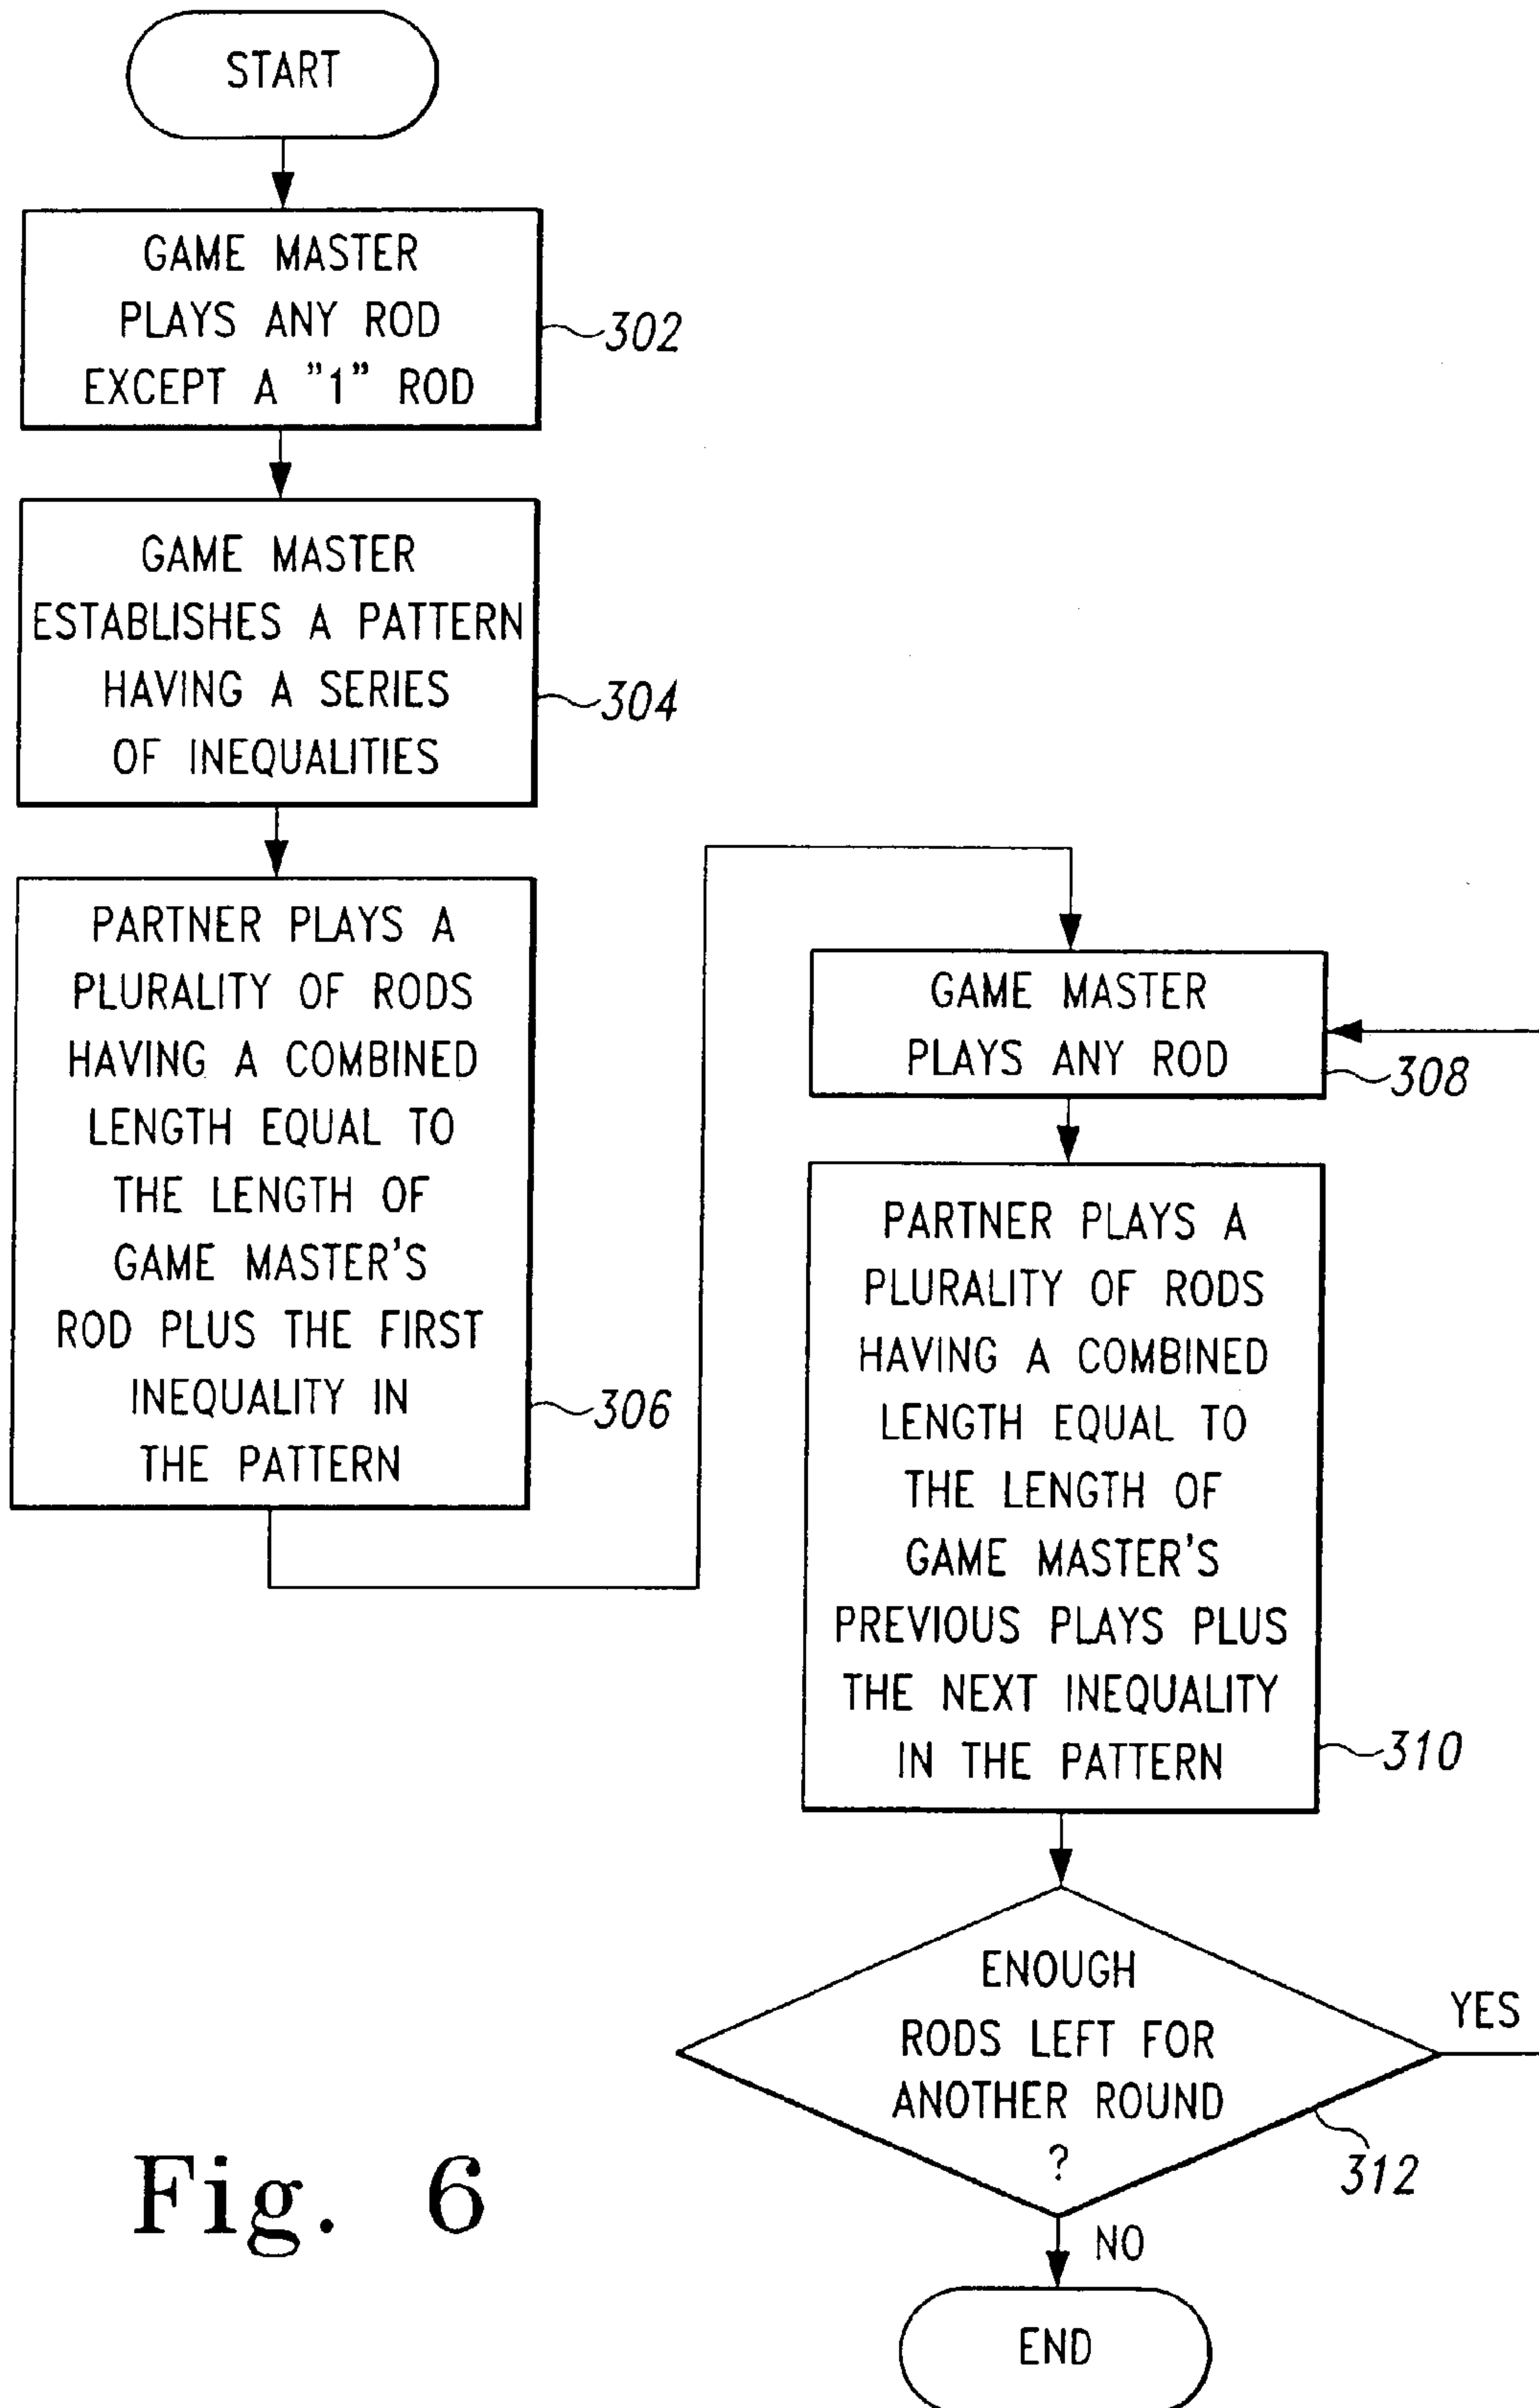 START
GAME MASTER
PLAYS ANY ROD
EXCEPT A "1" ROD
302
GAME MASTER
ESTABLISHES A PATTERN
HAVING A SERIES
OF INEQUALITIES
304
PARTNER PLAYS A
PLURALITY OF RODS
HAVING A COMBINED
LENGTH EQUAL TO
THE LENGTH OF
GAME MASTER'S
ROD PLUS THE FIRST
INEQUALITY IN
THE PATTERN
306
GAME MASTER
PLAYS ANY ROD
308
PARTNER PLAYS A
PLURALITY OF RODS
HAVING A COMBINED
LENGTH EQUAL TO
THE LENGTH OF
GAME MASTER'S
PREVIOUS PLAYS PLUS
THE NEXT INEQUALITY
IN THE PATTERN
310
ENOUGH
RODS LEFT FOR
ANOTHER ROUND
?
YES
312
NO
END
Fig. 6